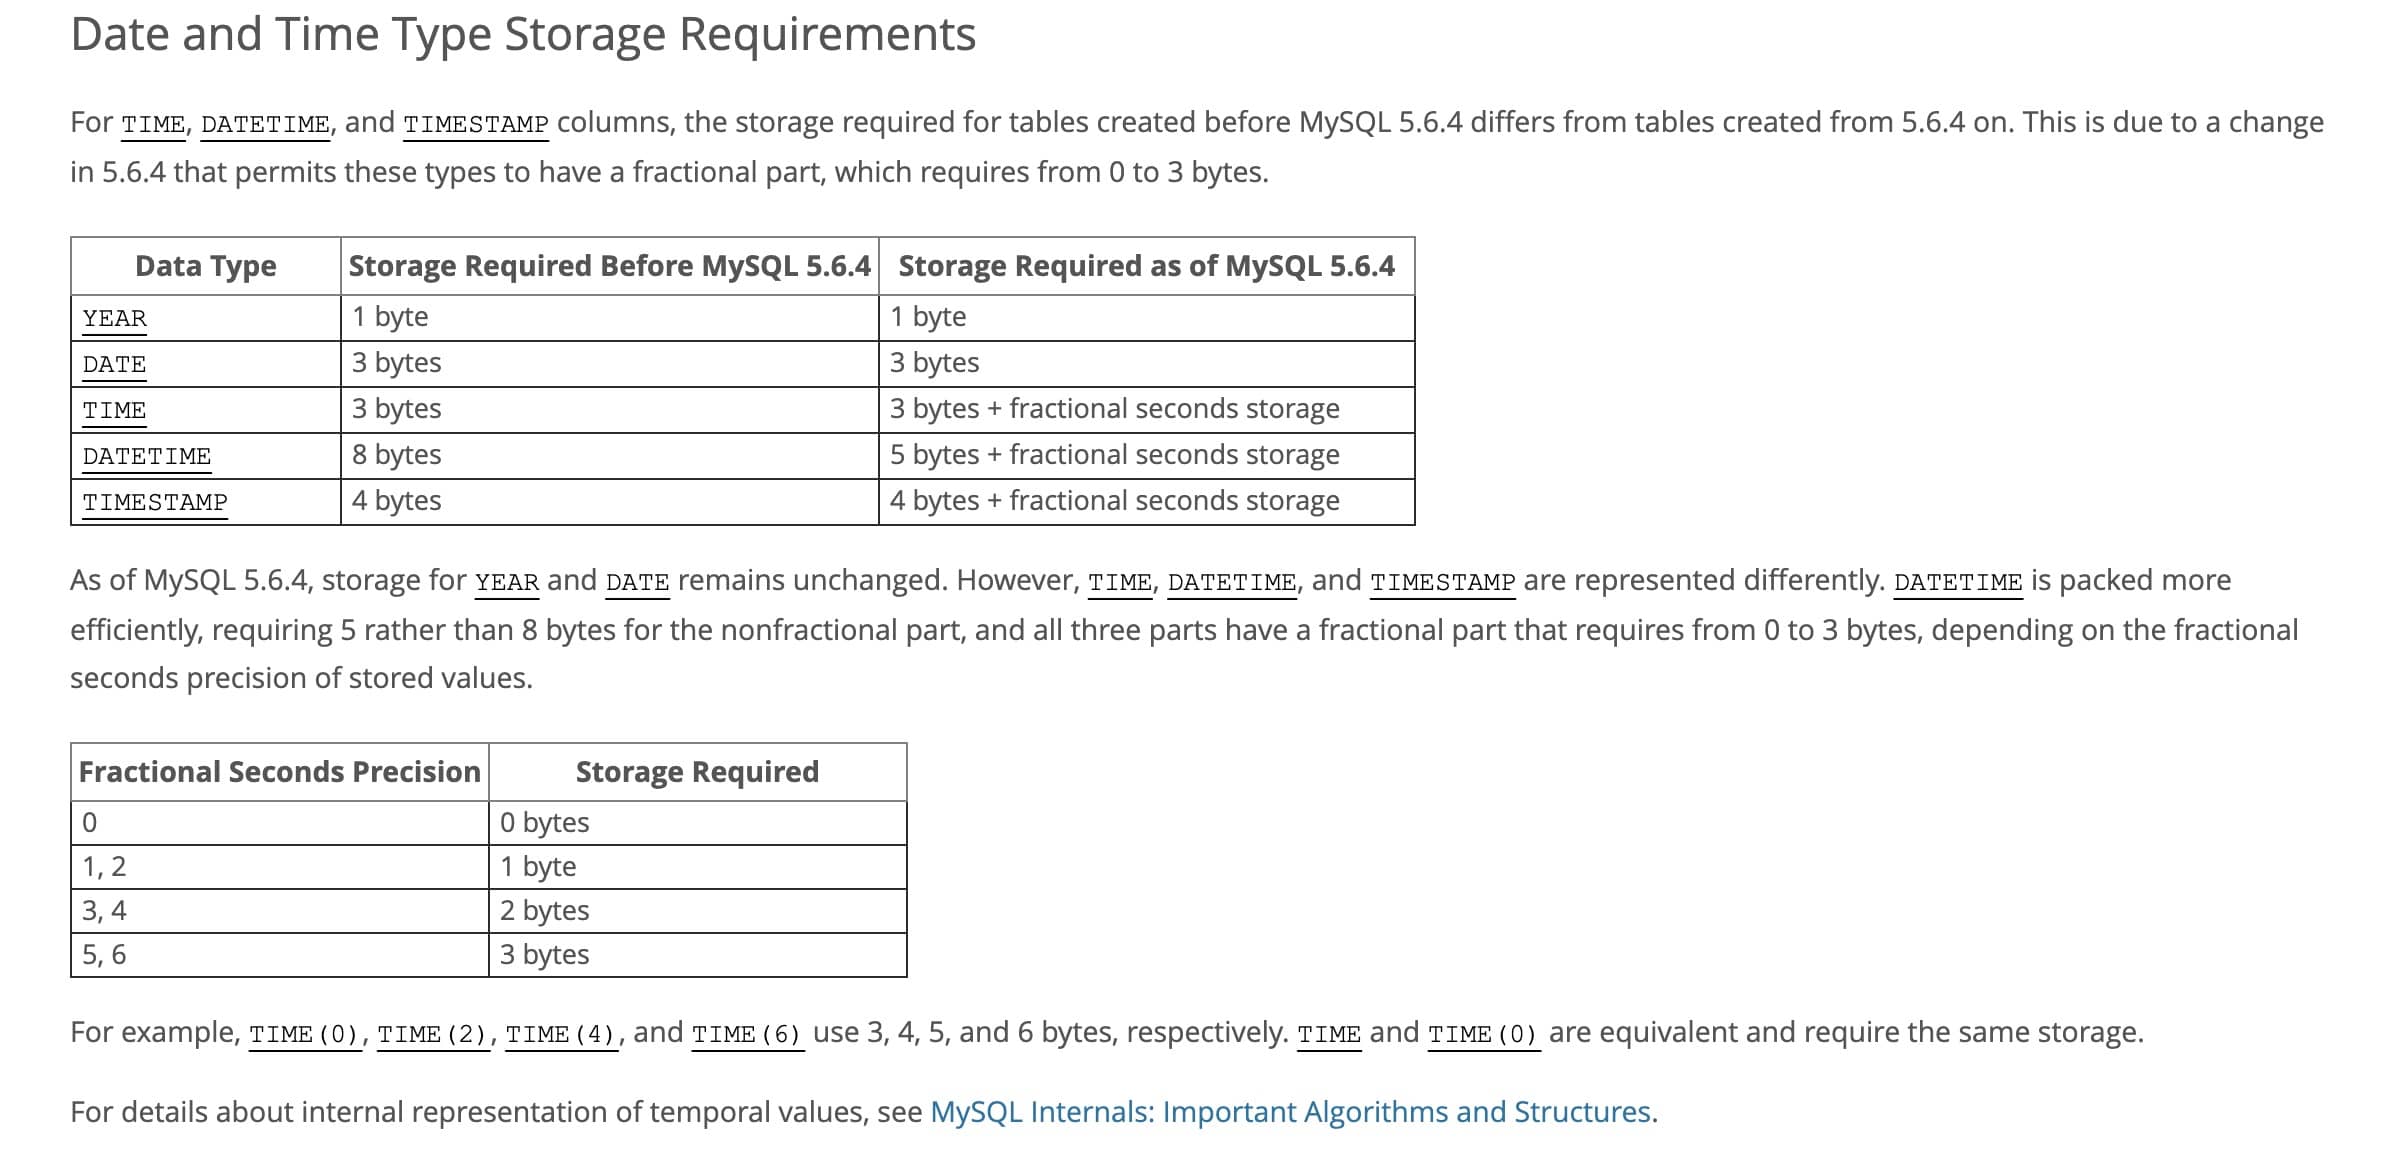 Date and Time Type Storage Requirements
For TIME, DATETIME, and TIMESTAMP columns, the storage required for tables created before MySQL 5.6.4 differs from tables created from 5.6.4 on. This is due to a change
in 5.6.4 that permits these types to have a fractional part, which requires from 0 to 3 bytes.
Data Type Storage Required Before MySQL 5.6.4 Storage Required as of MySQL 5.6.4
YEAR 1 byte 1 byte
DATE 3 bytes 3 bytes
TIME 3 bytes 3 bytes + fractional seconds storage
DATETIME 8 bytes 5 bytes + fractional seconds storage
TIMESTAMP 4 bytes 4 bytes + fractional seconds storage
As of MySQL 5.6.4, storage for YEAR and DATE remains unchanged. However, TIME, DATETIME, and TIMESTAMP are represented differently. DATETIME is packed more
efficiently, requiring 5 rather than 8 bytes for the nonfractional part, and all three parts have a fractional part that requires from 0 to 3 bytes, depending on the fractional
seconds precision of stored values.
Fractional Seconds Precision Storage Required
0 0 bytes
1, 2 1 byte
3, 4 2 bytes
5, 6 3 bytes
For example, TIME(0), TIME(2), TIME(4), and TIME(6) use 3, 4, 5, and 6 bytes, respectively. TIME and TIME(0) are equivalent and require the same storage.
For details about internal representation of temporal values, see MySQL Internals: Important Algorithms and Structures.